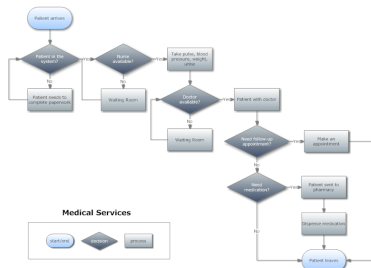 Patient arrives
Patient in the
system?
Yes
Nurse
available?
Yes
Take pulse, blood
pressure, weight,
urine
No
No
Patient needs to
complete paperwork
Waiting Room
Doctor
available?
Yes
Patient with doctor
No
Waiting Room
Need follow-up
appointment?
Yes
Make an
appointment
No
Need
medication?
Yes
Patient sent to
pharmacy
Dispense medication
No
Patient leaves
Medical Services
start/end
decision
process